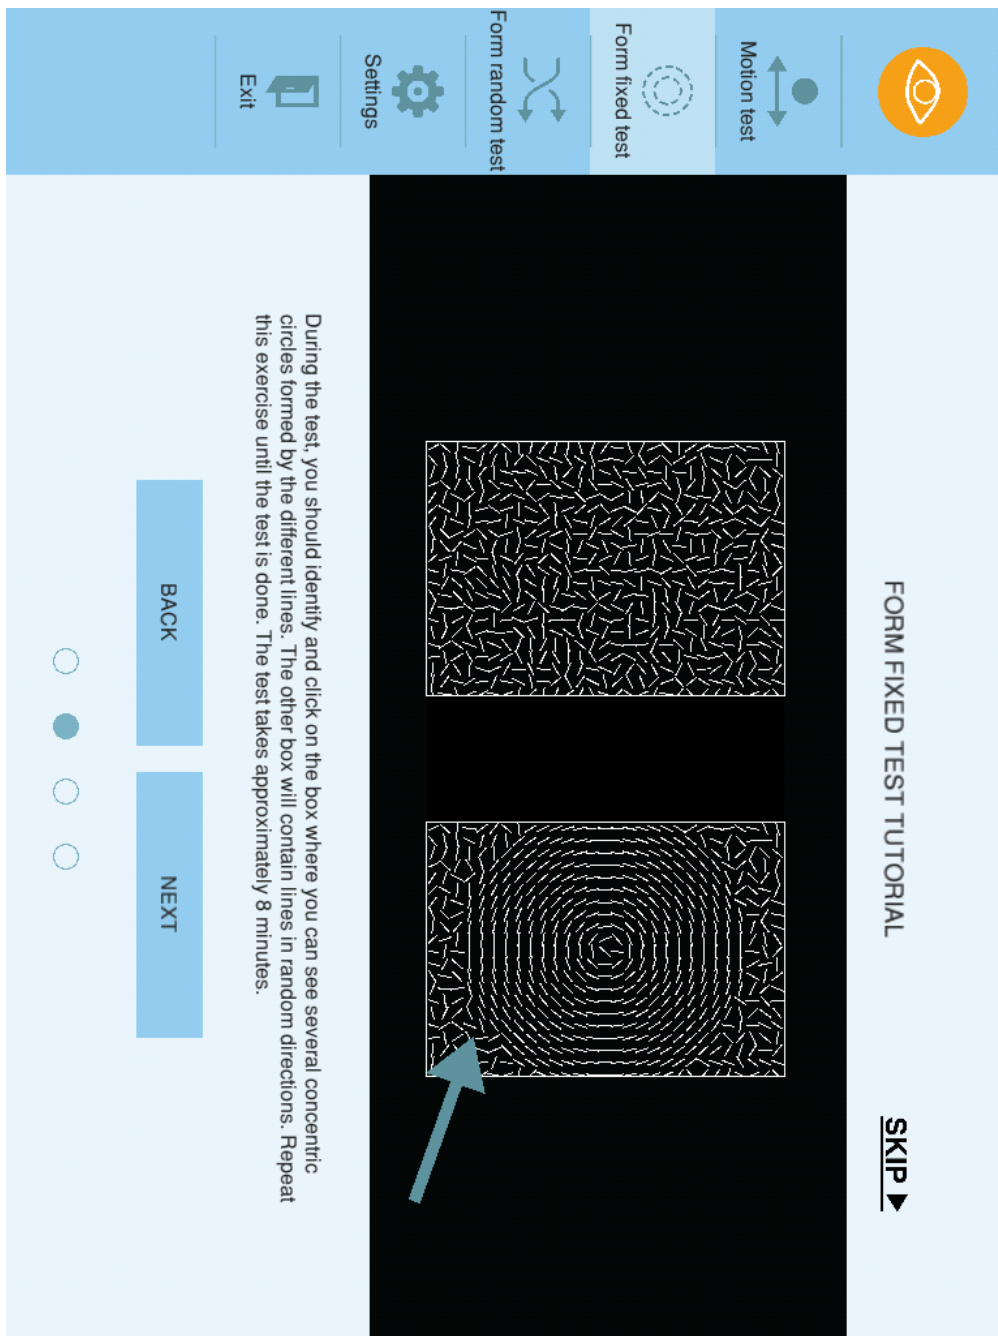 FORM FIXED TEST TUTORIAL
SKIP
Motion test
Form fixed test
Form random test
Settings
Exit
During the test, you should identify and click on the box where you can see several concentric
circles formed by the different lines. The other box will contain lines in random directions. Repeat
this exercise until the test is done. The test takes approximately 8 minutes.
BACK
NEXT